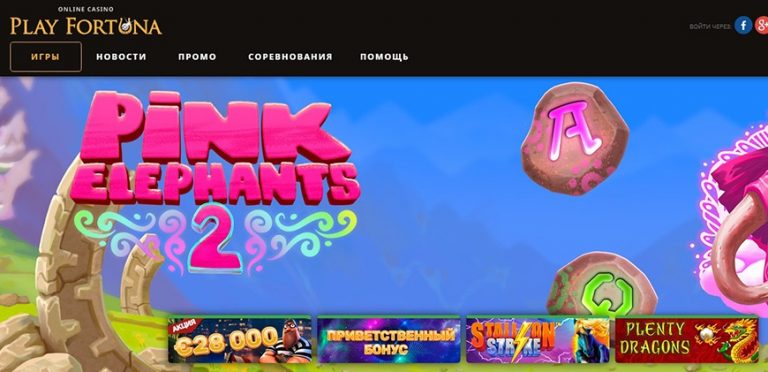 ONLINE CASINO
PLAY FORTUNA
ВОЙТИ ЧЕРЕЗ:
f
g+
ИГРЫ
НОВОСТИ
ПРОМО
СОРЕВНОВАНИЯ
ПОМОЩЬ
PINK
ELEPHANTS
2
A
АКЦИЯ
€28 000
ПРИВЕТСТВЕННЫЙ
БОНУС
STALLION
STRIKE
PLENTY
DRAGONS